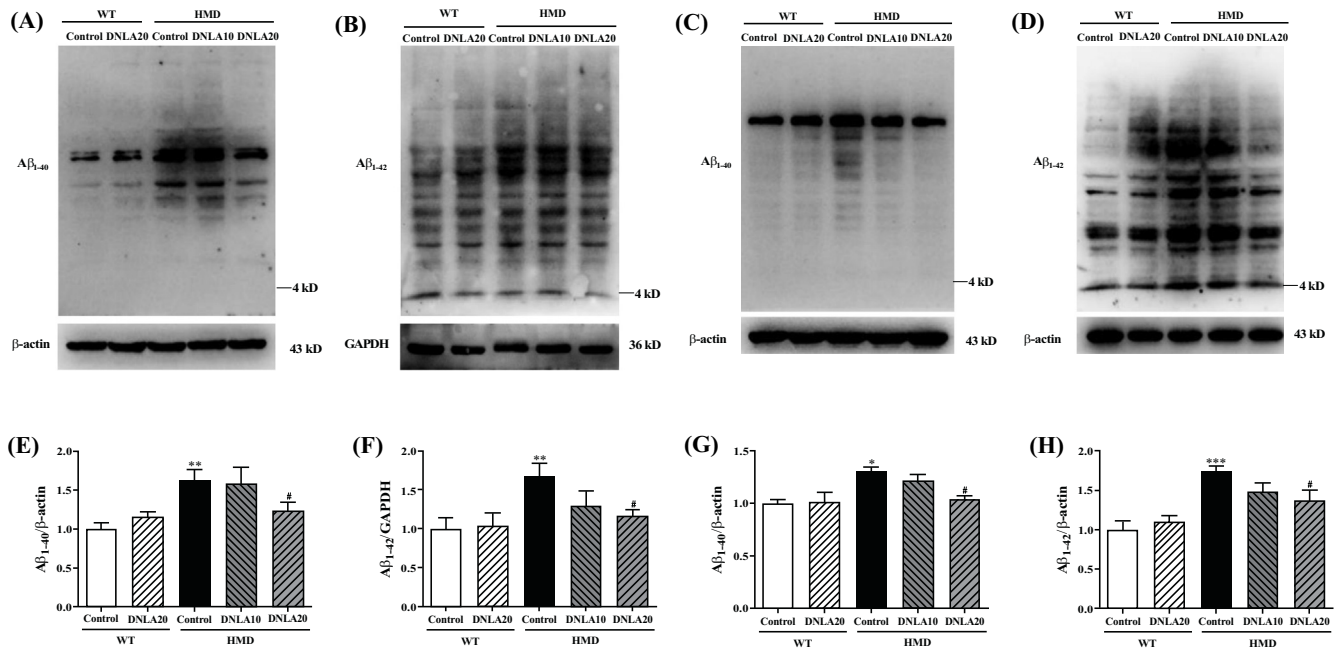 (A)
WT HMD
Control DNLA20 Control DNLA10 DNLA20
Aβ1-40
4 kD
β-actin
43 kD
(B)
WT HMD
Control DNLA20 Control DNLA10 DNLA20
Aβ1-42
4 kD
GAPDH
36 kD
(C)
WT HMD
Control DNLA20 Control DNLA10 DNLA20
Aβ1-40
4 kD
β-actin
43 kD
(D)
WT HMD
Control DNLA20 Control DNLA10 DNLA20
Aβ1-42
4 kD
β-actin
43 kD
(E)
Aβ1-40/β-actin
2.0
1.5
1.0
0.5
0.0
**
#
Control DNLA20 Control DNLA10 DNLA20
WT HMD
(F)
Aβ1-42/GAPDH
2.0
1.5
1.0
0.5
0.0
**
#
Control DNLA20 Control DNLA10 DNLA20
WT HMD
(G)
Aβ1-40/β-actin
1.5
1.0
0.5
0.0
*
#
Control DNLA20 Control DNLA10 DNLA20
WT HMD
(H)
Aβ1-42/β-actin
2.0
1.5
1.0
0.5
0.0
***
#
Control DNLA20 Control DNLA10 DNLA20
WT HMD